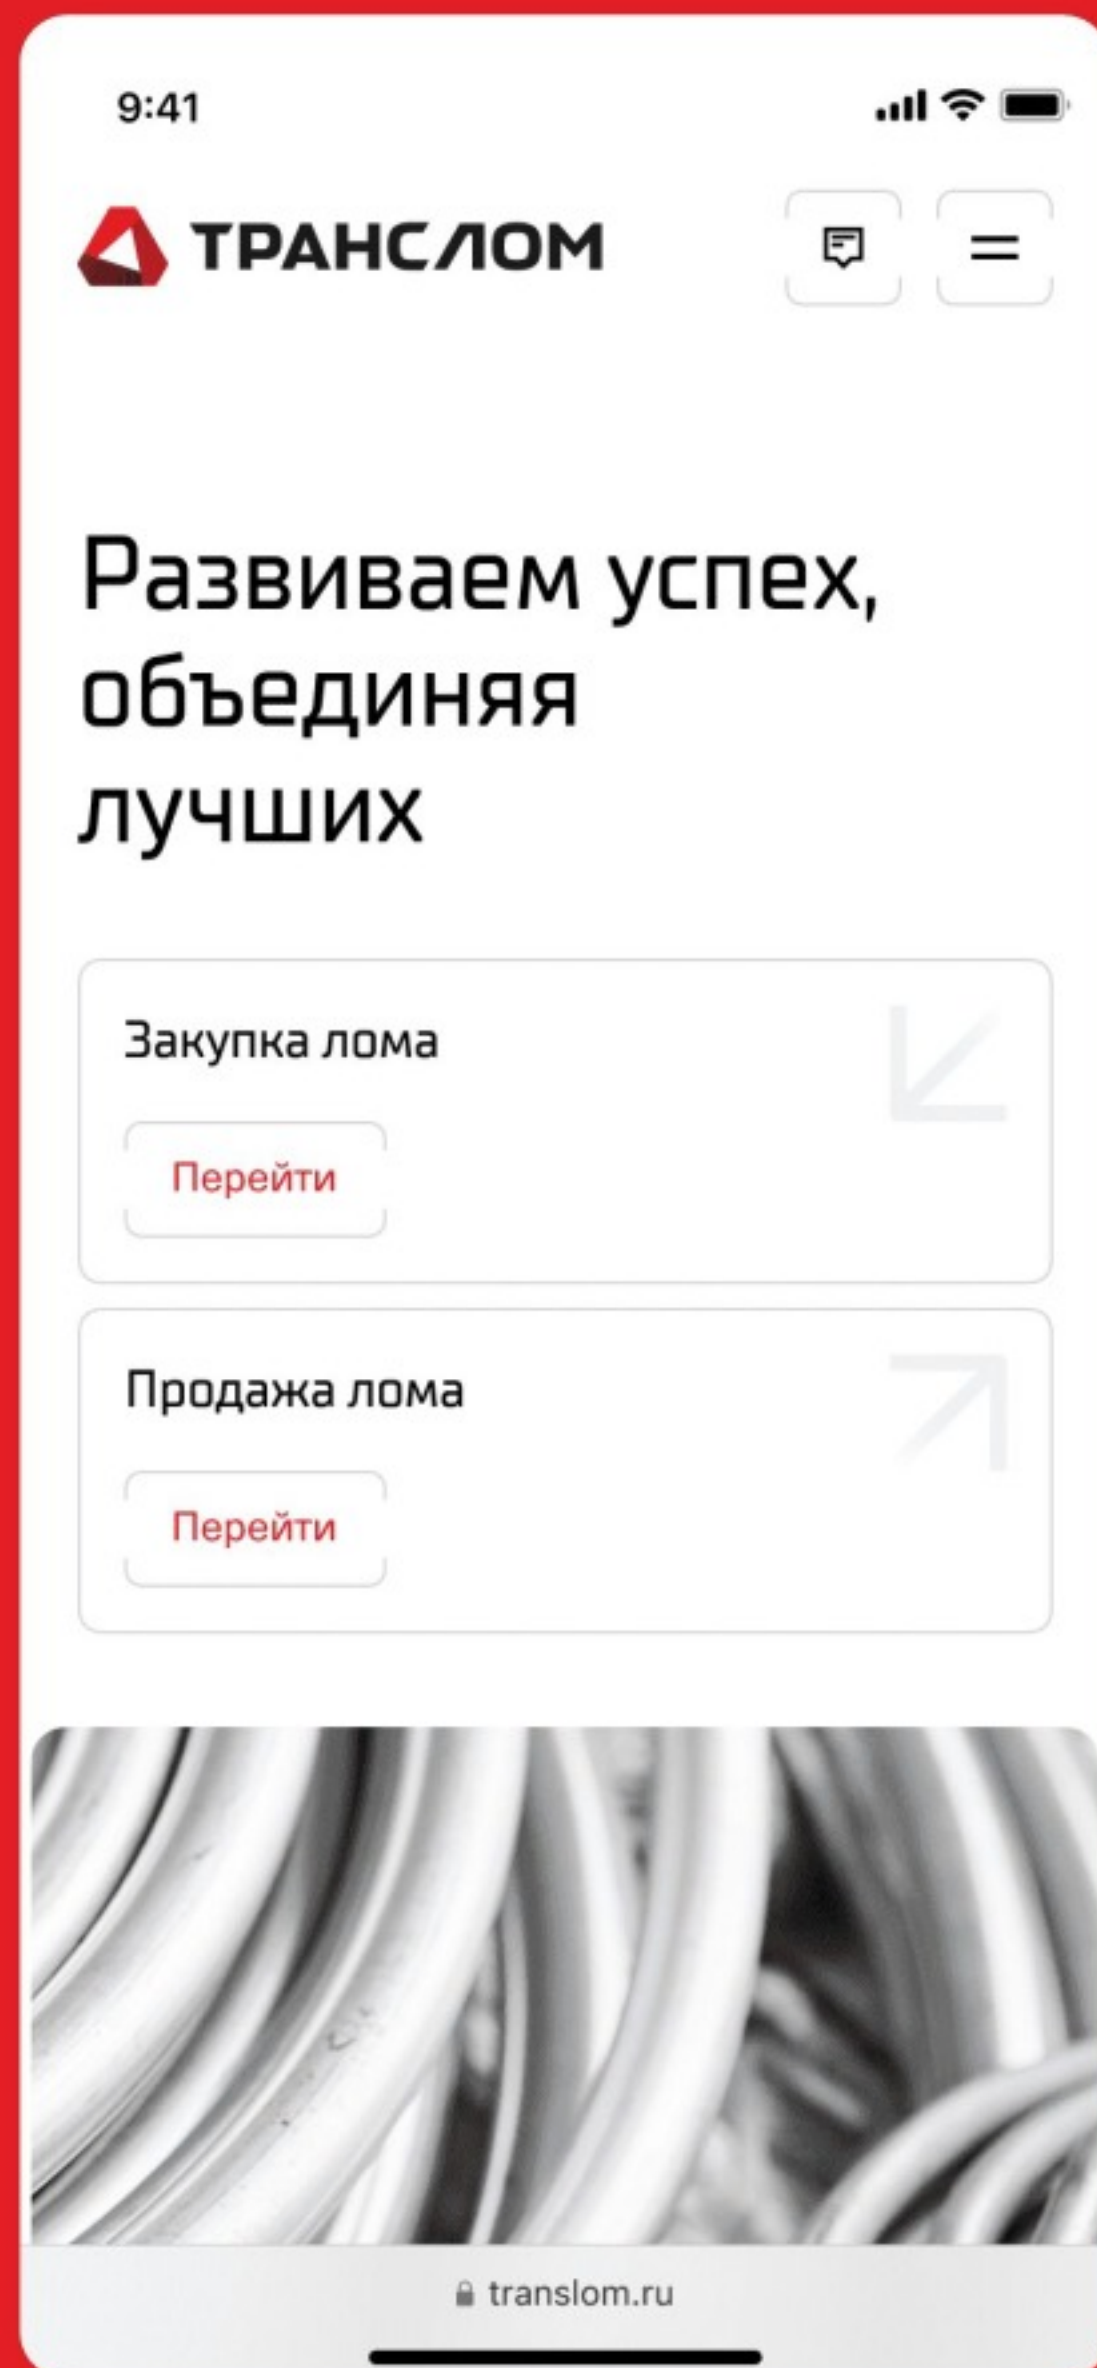 9:41
ТРАНСЛОМ
Развиваем успех,
объединяя
лучших
Закупка лома
Перейти
Продажа лома
Перейти
translom.ru